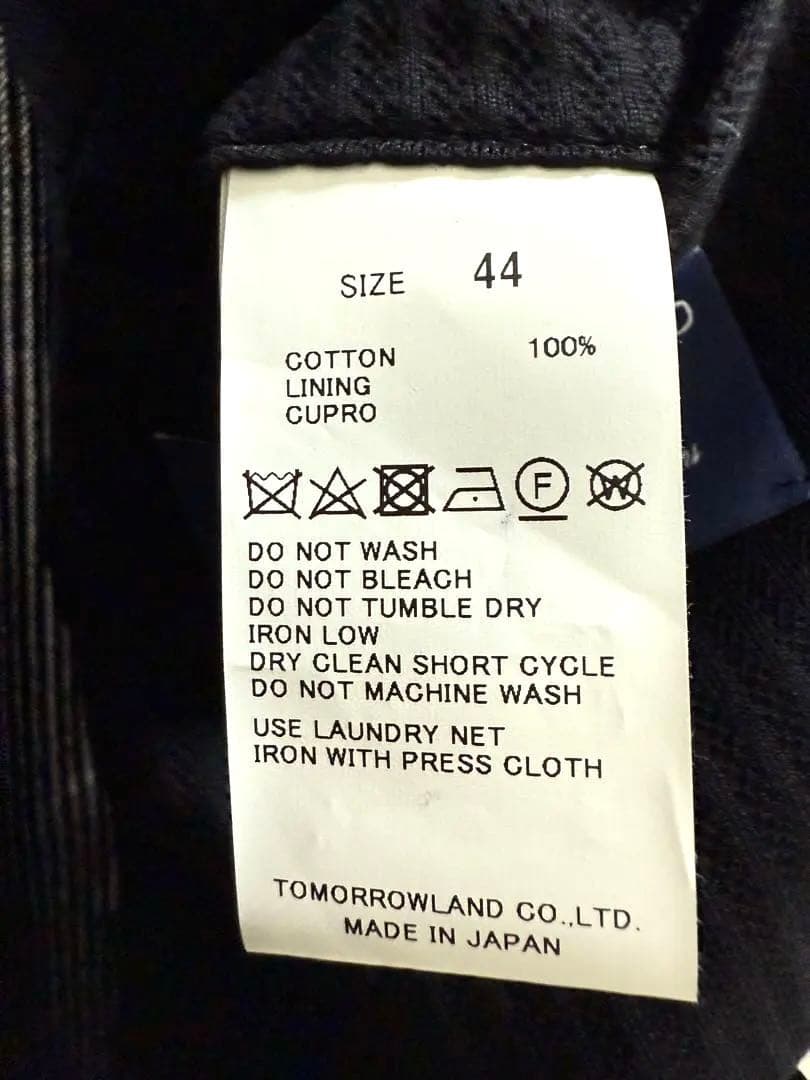 SIZE 44
COTTON 100%
LINING
CUPRO
F W
DO NOT WASH
DO NOT BLEACH
DO NOT TUMBLE DRY
IRON LOW
DRY CLEAN SHORT CYCLE
DO NOT MACHINE WASH
USE LAUNDRY NET
IRON WITH PRESS CLOTH
TOMORROWLAND CO.,LTD.
MADE IN JAPAN